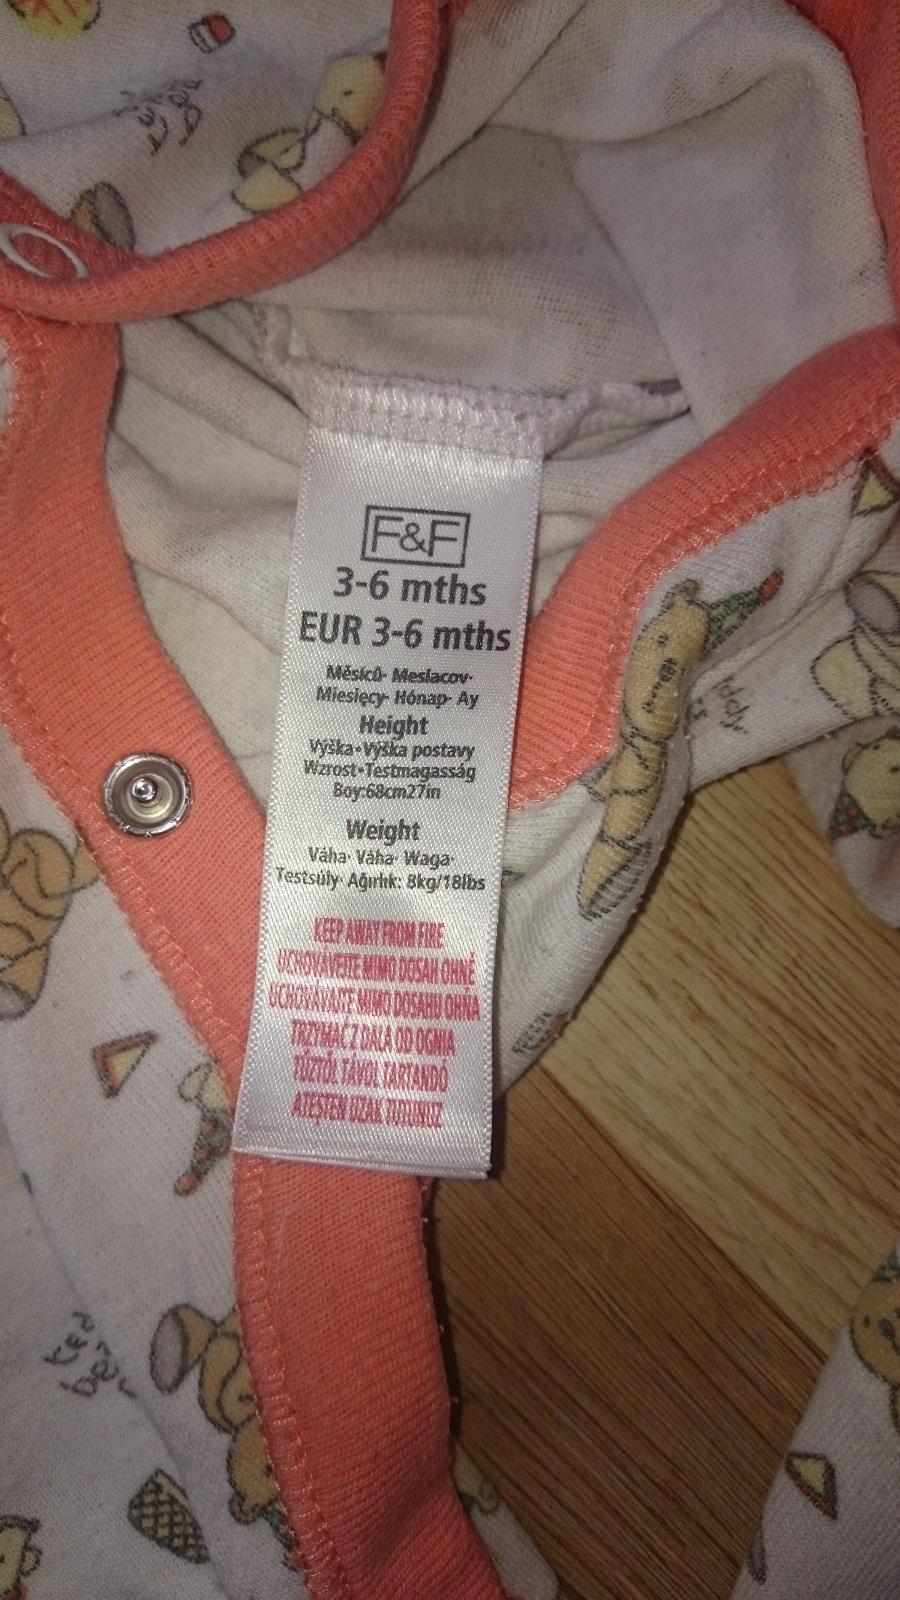 F&F
3-6 mths
EUR 3-6 mths
Měsíců· Mesiacov·
Miesięcy· Hónap· Ay
Height
Výška•Výška postavy
Wzrost•Testmagasság
Boy:68cm27in
Weight
Váha· Váha· Waga·
Testsúly· Ağırlık: 8kg/18lbs
KEEP AWAY FROM FIRE
UCHOVÁVEJTE MIMO DOSAH OHNĚ
UCHOVÁVAJTE MIMO DOSAHU OHŇA
TRZYMAĆ Z DALA OD OGNIA
TŰZTŐL TÁVOL TARTANDÓ
ATEŞTEN UZAK TUTUNUZ